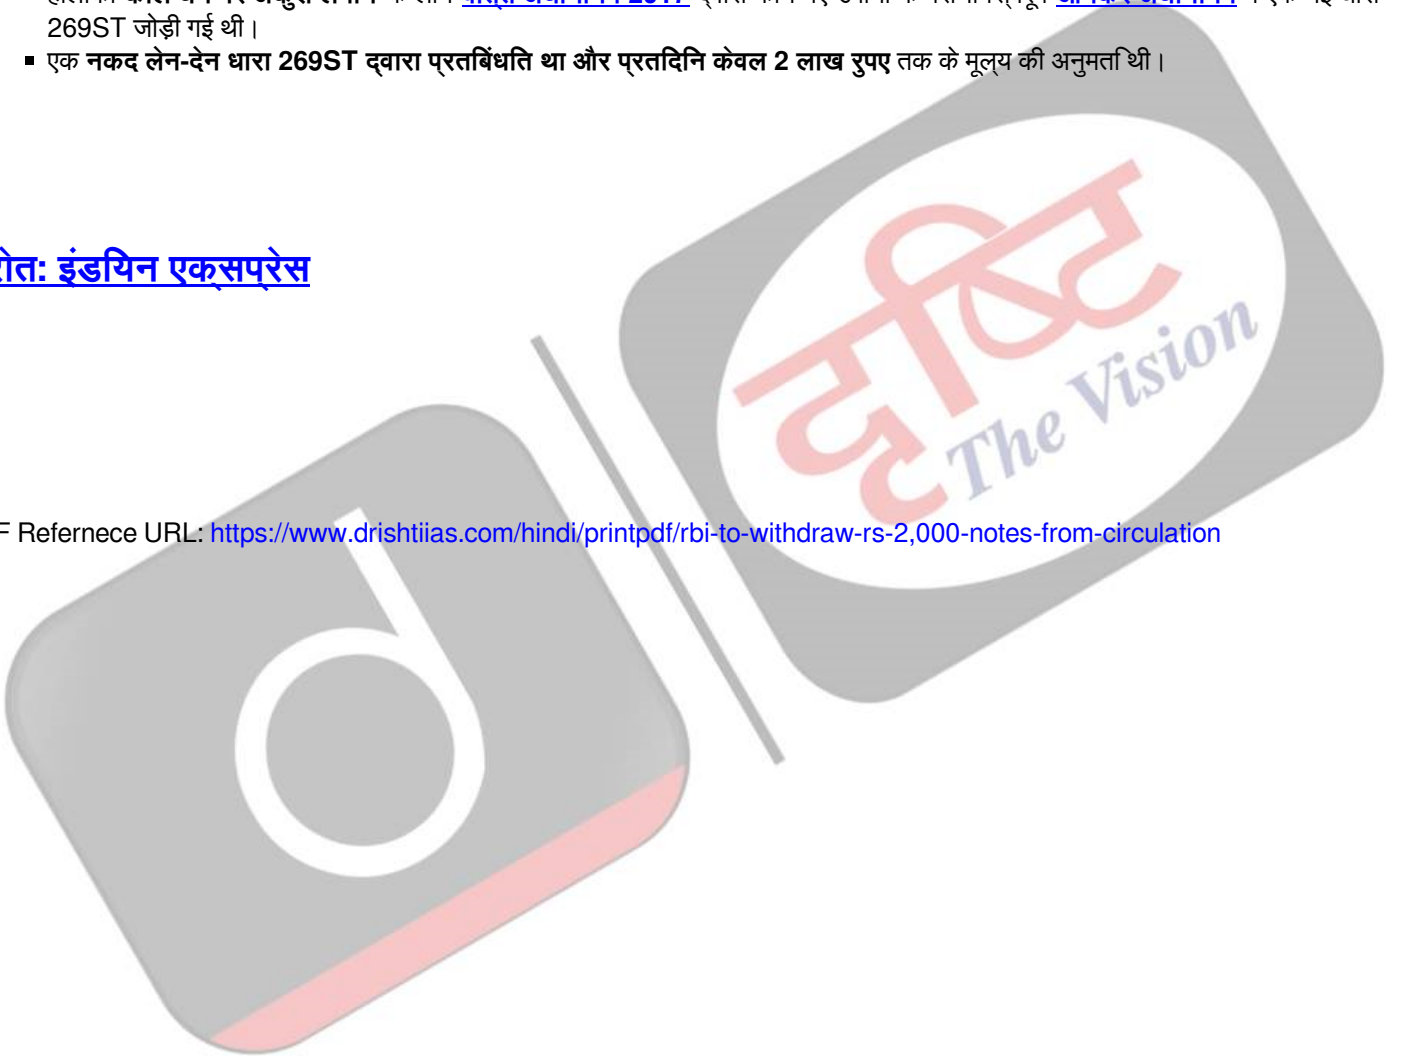 269ST जोड़ी गई थी।
▪ एक नकद लेन-देन धारा 269ST द्वारा प्रतिबंधित था और प्रतिदिन केवल 2 लाख रुपए तक के मूल्य की अनुमति थी।
इंडियन एक्सप्रेस
दृष्टि
The Vision
d
F Refernece URL: https://www.drishtiias.com/hindi/printpdf/rbi-to-withdraw-rs-2,000-notes-from-circulation